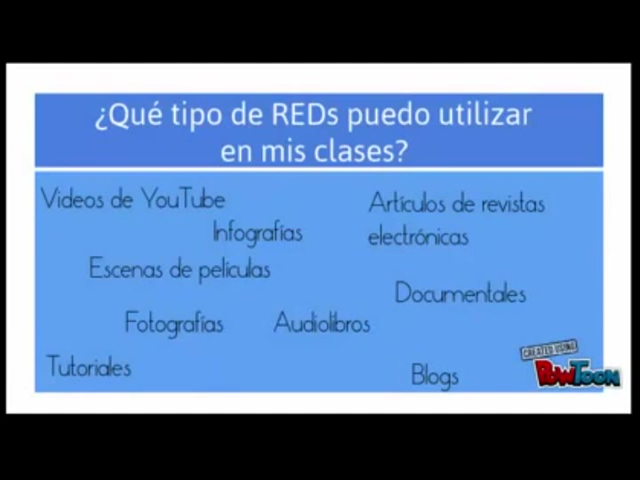 ¿Qué tipo de REDs puedo utilizar
en mis clases?
Videos de YouTube
Artículos de revistas
electrónicas
Infografías
Escenas de películas
Documentales
Fotografías
Audiolibros
Tutoriales
Blogs
CREATED USING
POWTOON